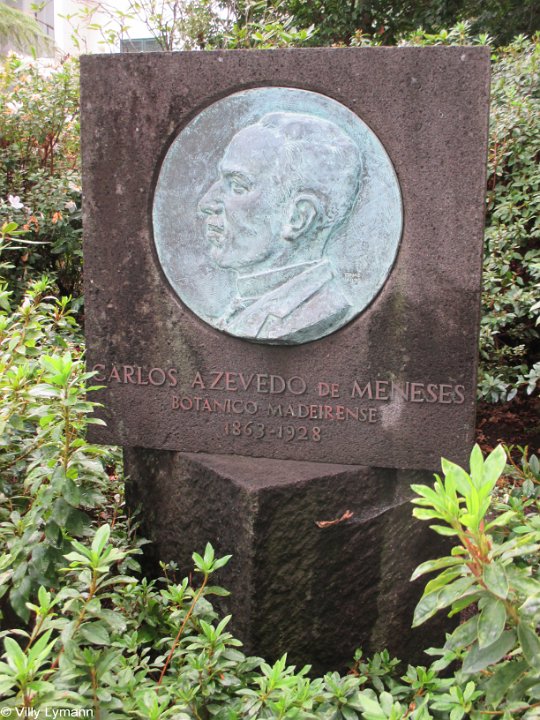 CARLOS AZEVEDO DE MENESES
BOTANICO MADEIRENSE
1863-1928
© Villy Lymann